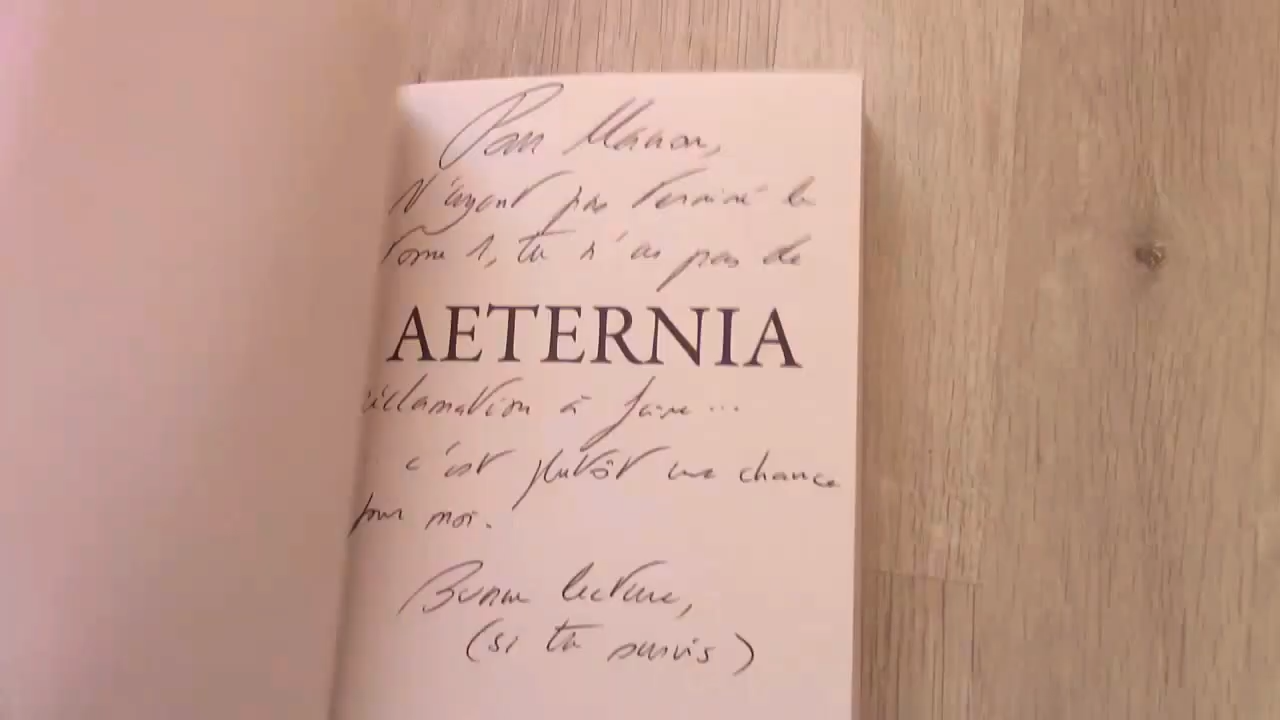 Pour Manon,
N'ayant pas terminé le
Tome 1, tu n'as pas de
AETERNIA
réclamation à faire...
c'est plutôt une chance
pour moi.
Bonne lecture,
(si tu survis)